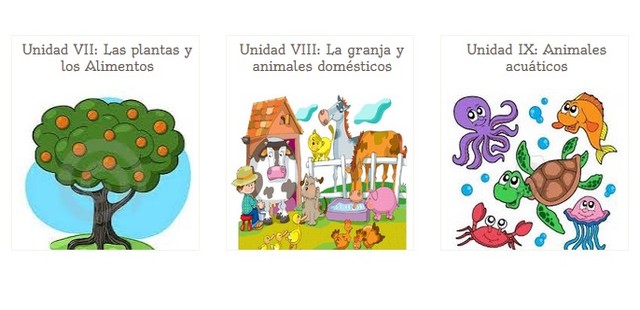 Unidad VII: Las plantas y
los Alimentos
Unidad VIII: La granja y
animales domésticos
Unidad IX: Animales
acuáticos